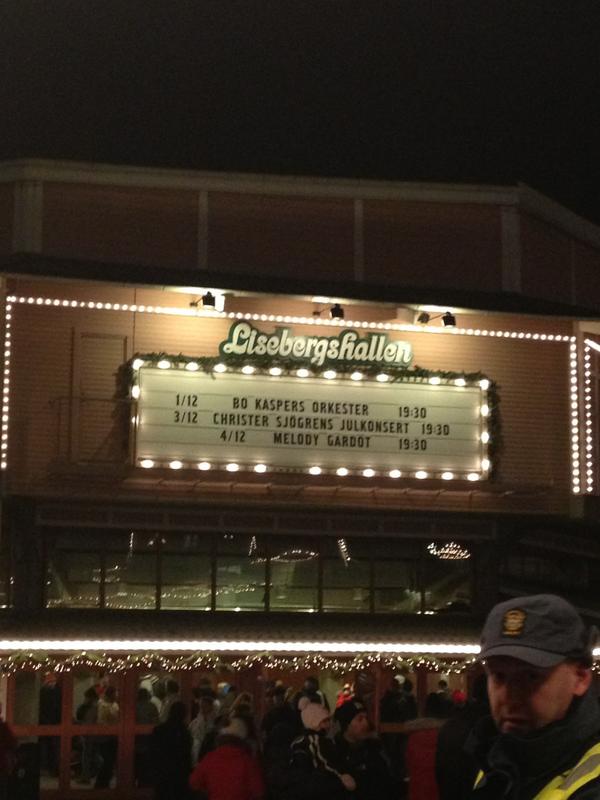 Lisebergshallen
1/12 BO KASPERS ORKESTER 19:30
3/12 CHRISTER SJÖGRENS JULKONSERT 19:30
4/12 MELODY GARDOT 19:30